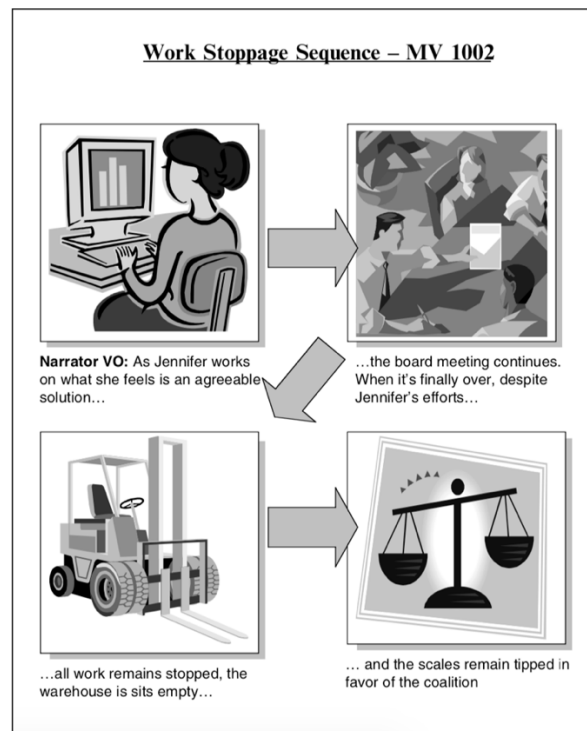 Work Stoppage Sequence – MV 1002
Narrator VO: As Jennifer works
on what she feels is an agreeable
solution…
…the board meeting continues.
When it's finally over, despite
Jennifer's efforts…
…all work remains stopped, the
warehouse is sits empty…
… and the scales remain tipped in
favor of the coalition